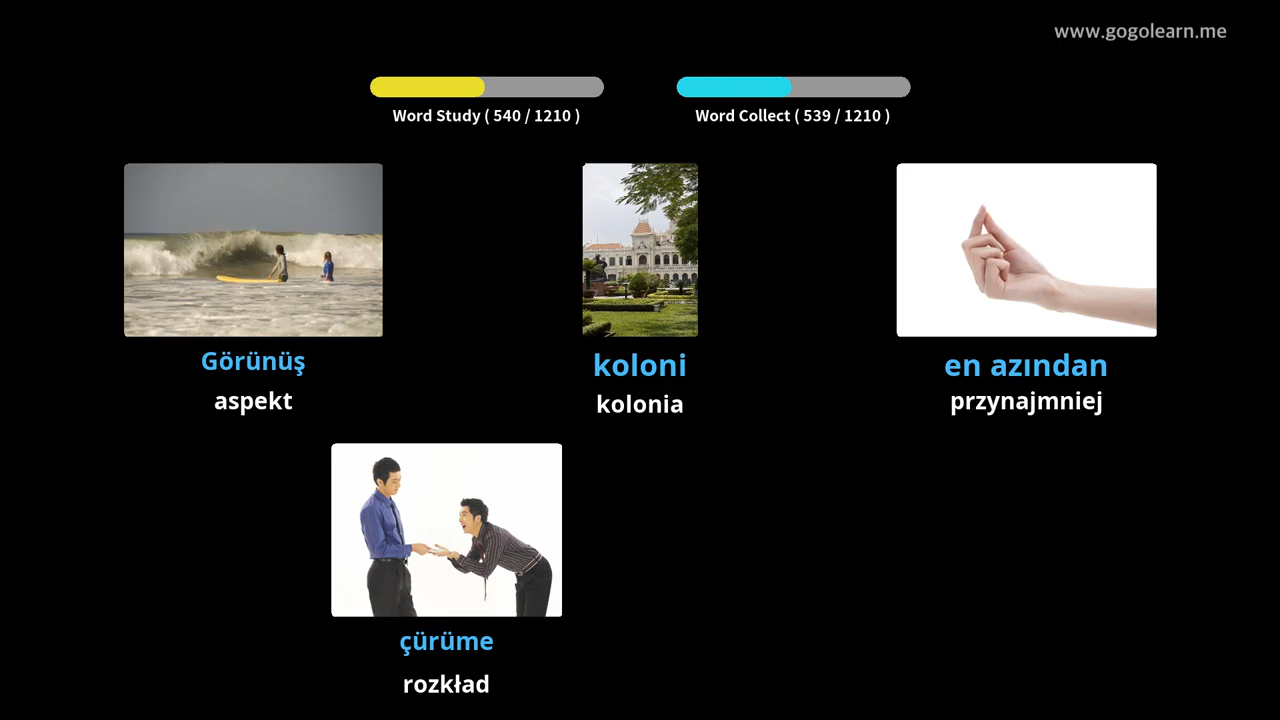 www.gogolearn.me
Word Study ( 540 / 1210 )
Word Collect ( 539 / 1210 )
Görünüş
aspekt
koloni
kolonia
en azından
przynajmniej
çürüme
rozkład